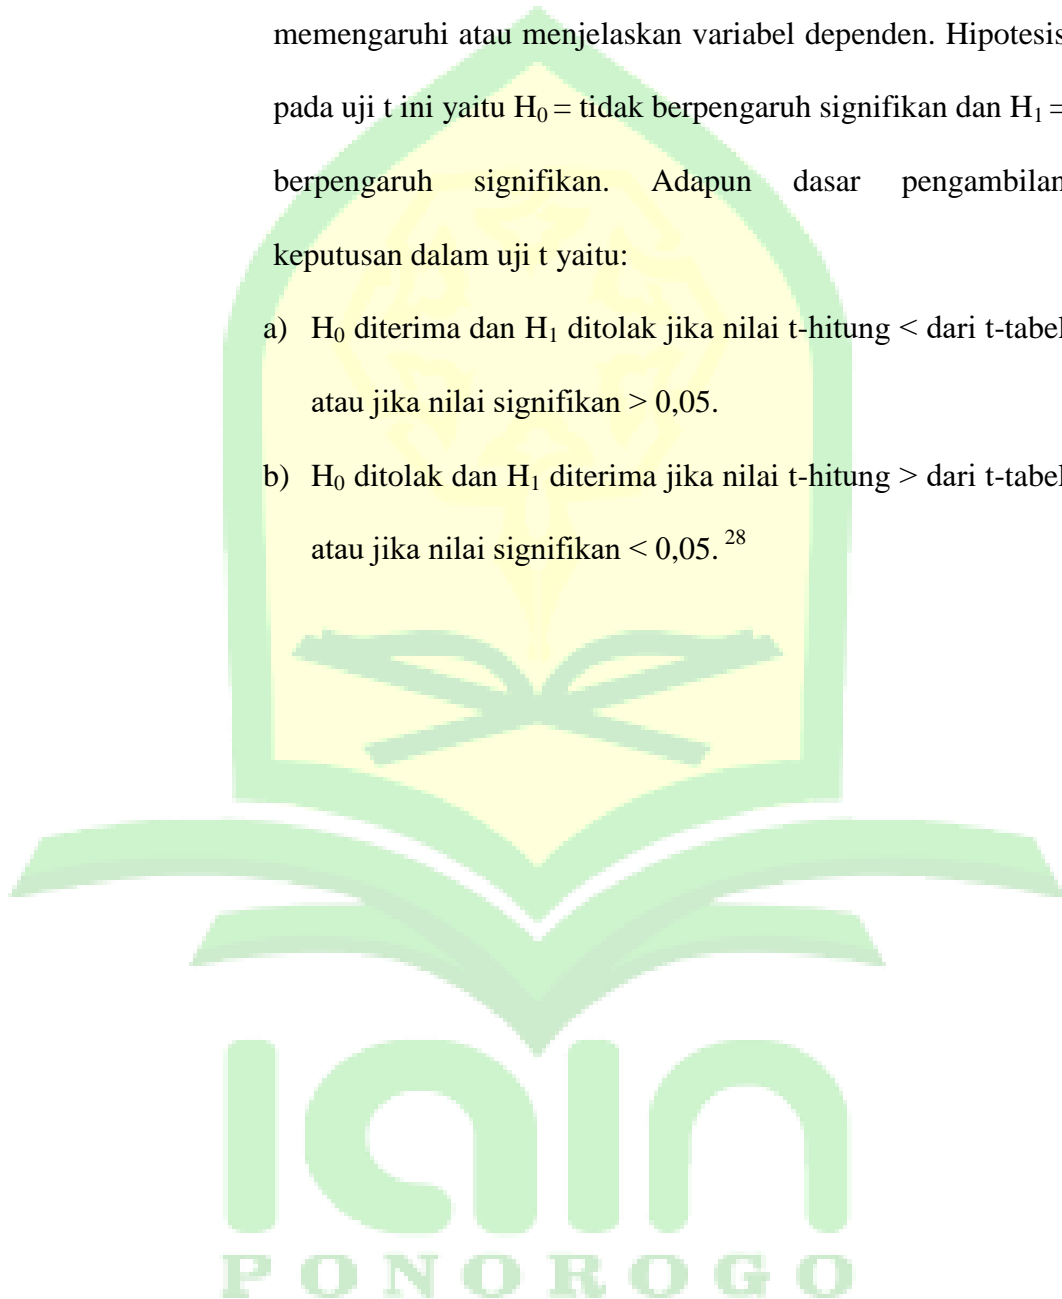 memengaruhi atau menjelaskan variabel dependen. Hipotesis
pada uji t ini yaitu H₀ = tidak berpengaruh signifikan dan H₁ =
berpengaruh signifikan. Adapun dasar pengambilan
keputusan dalam uji t yaitu:
a) H₀ diterima dan H₁ ditolak jika nilai t-hitung < dari t-tabel
atau jika nilai signifikan > 0,05.
b) H₀ ditolak dan H₁ diterima jika nilai t-hitung > dari t-tabel
atau jika nilai signifikan < 0,05. ²⁸
iain
PONOROGO